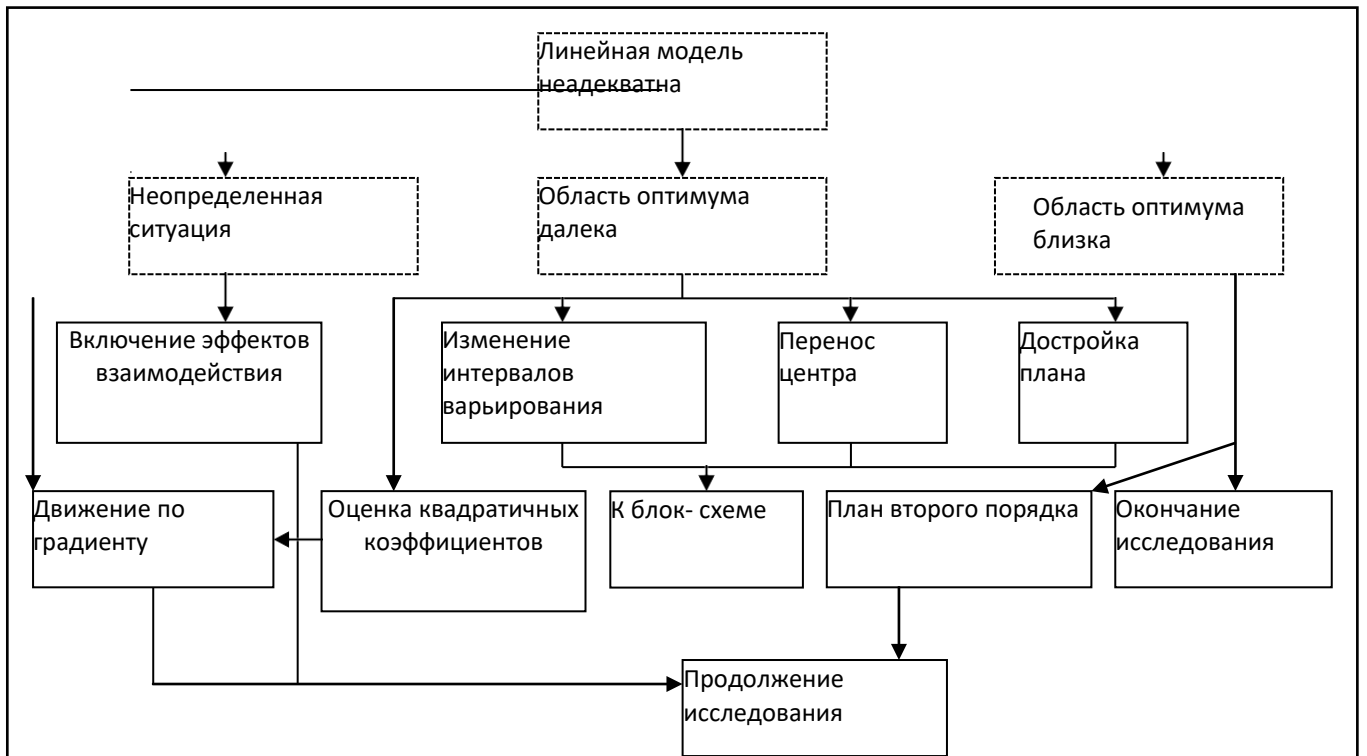 Линейная модель
неадекватна
Неопределенная
ситуация
Область оптимума
далека
Область оптимума
близка
Включение эффектов
взаимодействия
Изменение
интервалов
варьирования
Перенос
центра
Достройка
плана
Движение по
градиенту
Оценка квадратичных
коэффициентов
К блок- схеме
План второго порядка
Окончание
исследования
Продолжение
исследования